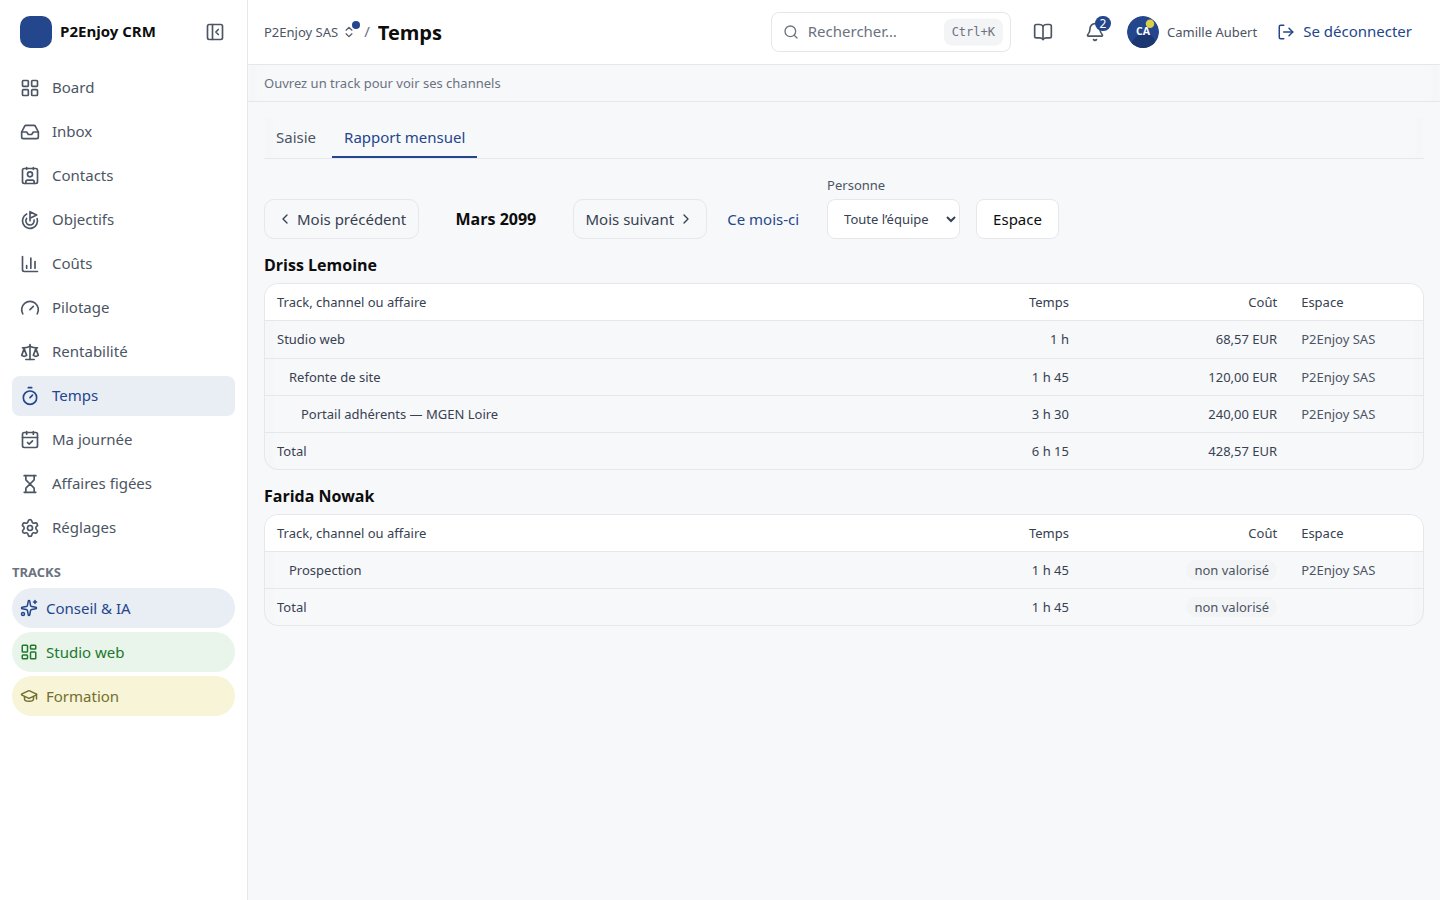 P2Enjoy CRM
P2Enjoy SAS / Temps
Rechercher... Ctrl+K
2
CA
Camille Aubert
Se déconnecter
Board
Inbox
Contacts
Objectifs
Coûts
Pilotage
Rentabilité
Temps
Ma journée
Affaires figées
Réglages
TRACKS
Conseil & IA
Studio web
Formation
Ouvrez un track pour voir ses channels
Saisie Rapport mensuel
Personne
Mois précédent Mars 2099 Mois suivant Ce mois-ci Toute l'équipe Espace
Driss Lemoine
Track, channel ou affaire Temps Coût Espace
Studio web 1 h 68,57 EUR P2Enjoy SAS
Refonte de site 1 h 45 120,00 EUR P2Enjoy SAS
Portail adhérents — MGEN Loire 3 h 30 240,00 EUR P2Enjoy SAS
Total 6 h 15 428,57 EUR
Farida Nowak
Track, channel ou affaire Temps Coût Espace
Prospection 1 h 45 non valorisé P2Enjoy SAS
Total 1 h 45 non valorisé